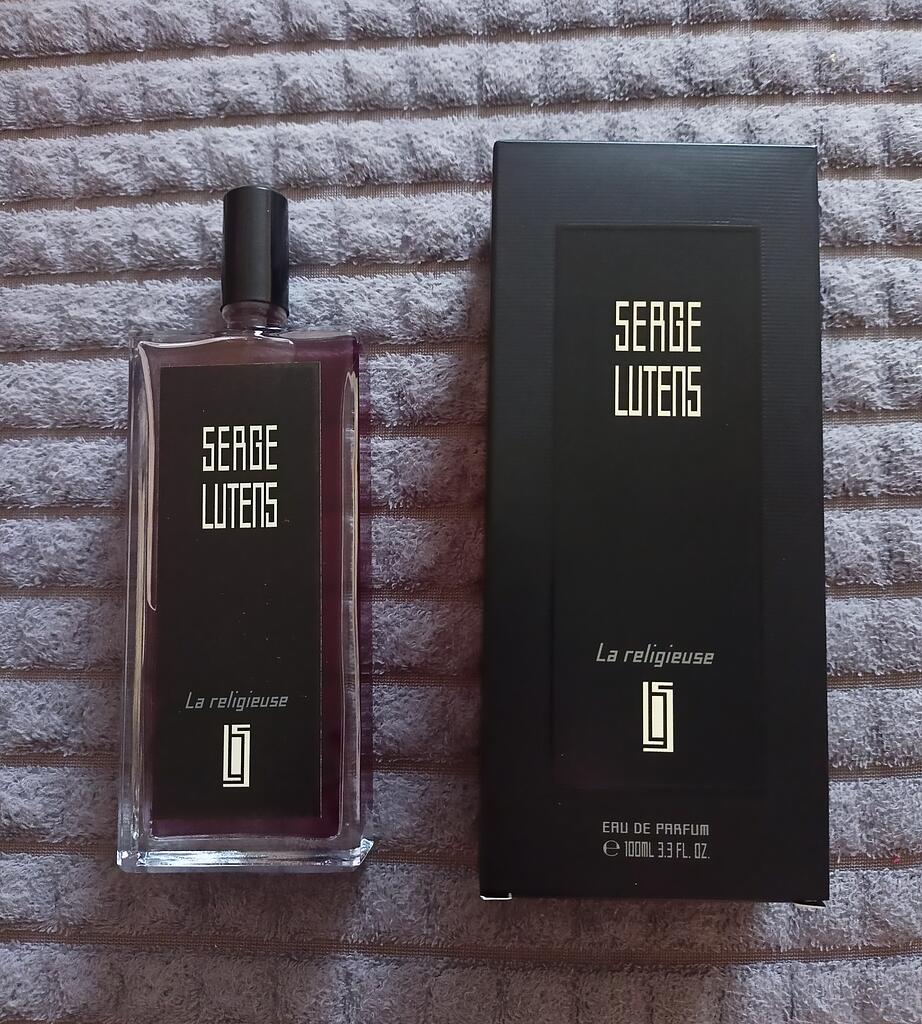 SERGE
LUTENS
La religieuse
SERGE
LUTENS
La religieuse
EAU DE PARFUM
℮ 100ML 3.3 FL. OZ.